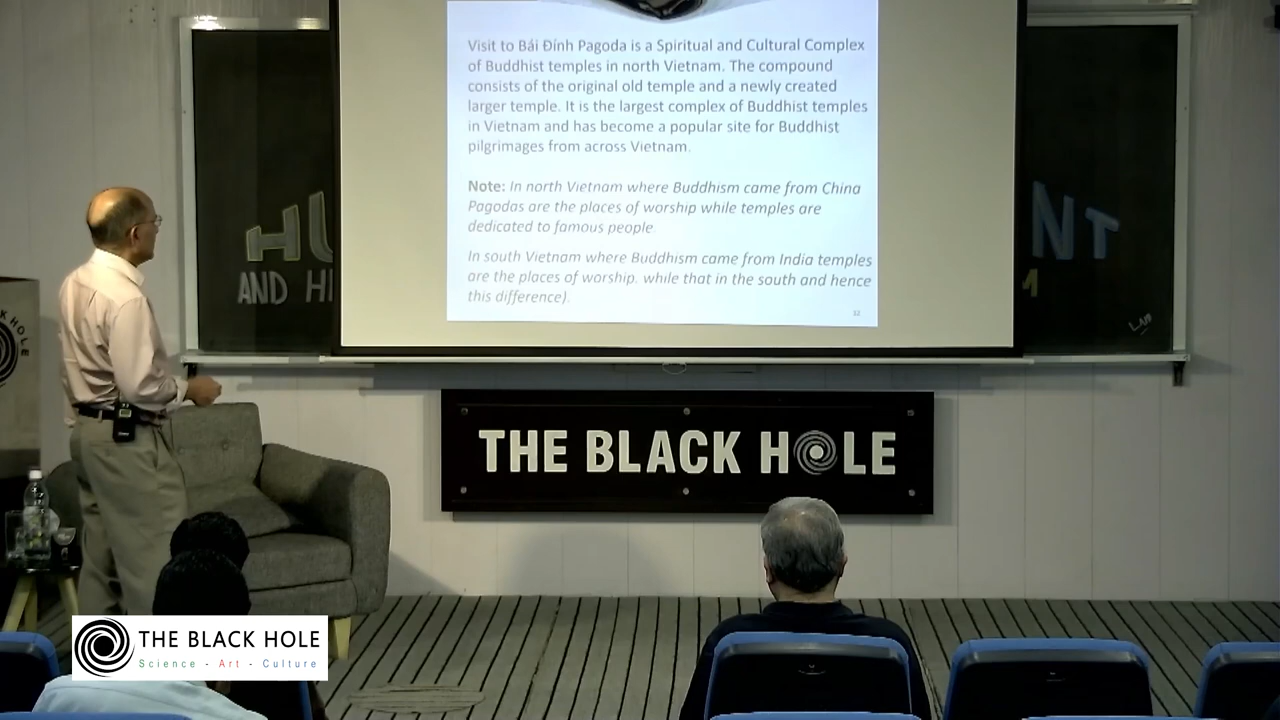 Visit to Bái Đính Pagoda is a Spiritual and Cultural Complex
of Buddhist temples in north Vietnam. The compound
consists of the original old temple and a newly created
larger temple. It is the largest complex of Buddhist temples
in Vietnam and has become a popular site for Buddhist
pilgrimages from across Vietnam.
Note: In north Vietnam where Buddhism came from China
Pagodas are the places of worship while temples are
dedicated to famous people.
In south Vietnam where Buddhism came from India temples
are the places of worship. while that in the south and hence
this difference).
12
HU
NT
AND HI
THE BLACK HOLE
THE BLACK HOLE
Science - Art - Culture